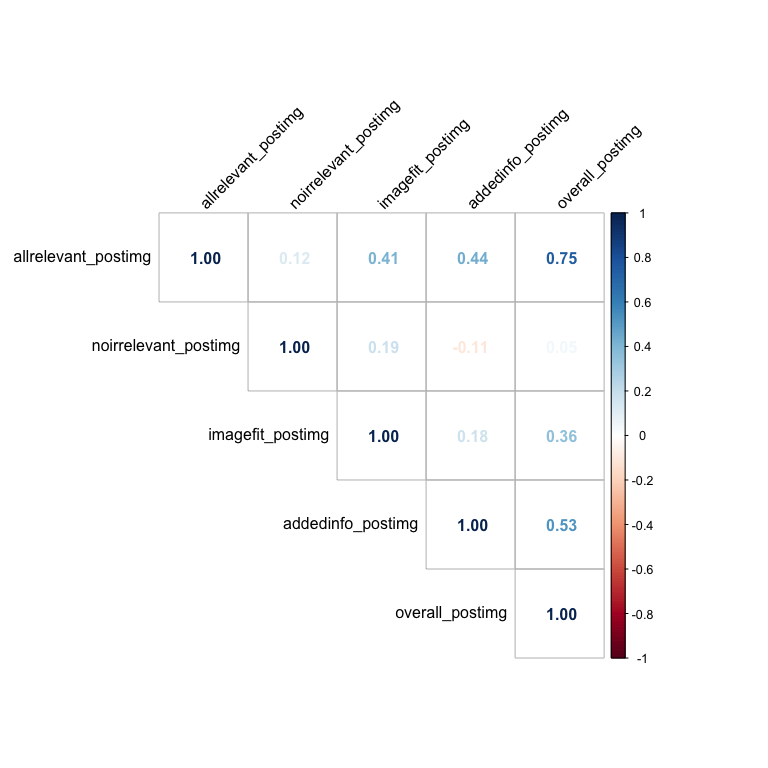 allrelevant_postimg
noirrelevant_postimg
imagefit_postimg
addedinfo_postimg
overall_postimg
1
allrelevant_postimg 1.00 0.12 0.41 0.44 0.75
0.8
0.6
noirrelevant_postimg 1.00 0.19 -0.11 0.05
0.4
0.2
imagefit_postimg 1.00 0.18 0.36
0
-0.2
addedinfo_postimg 1.00 0.53
-0.4
-0.6
overall_postimg 1.00
-0.8
-1